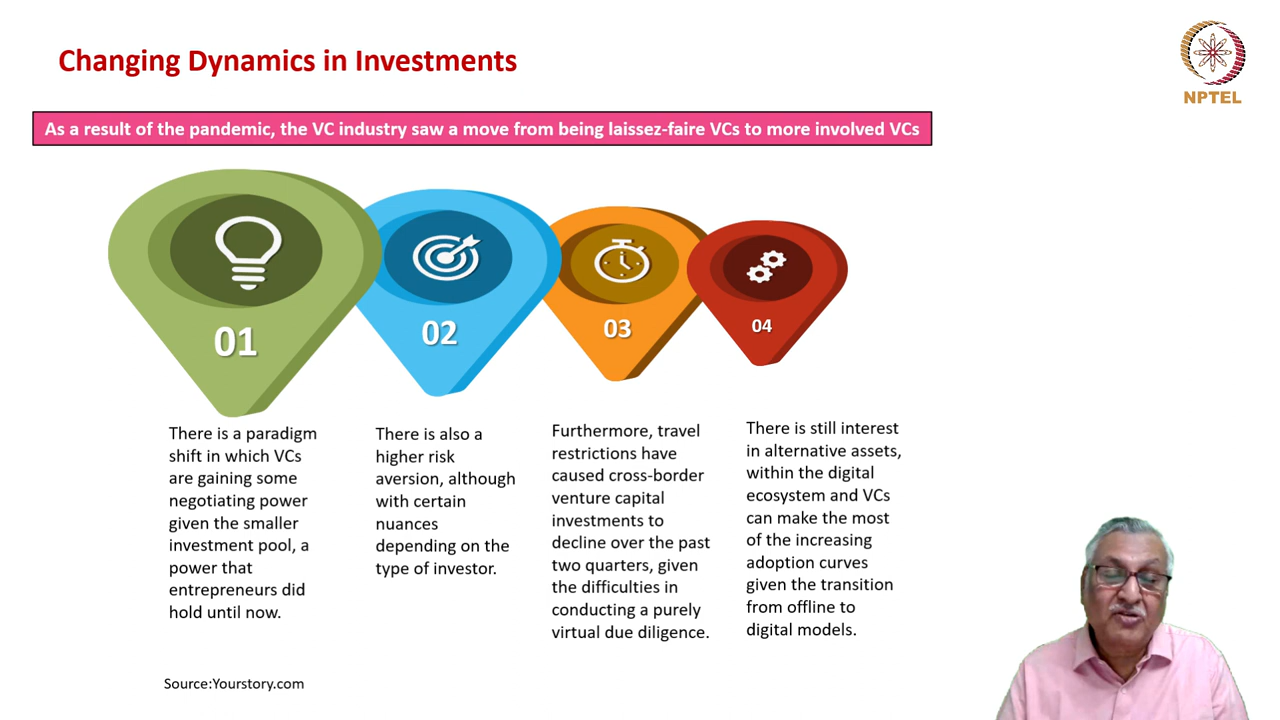 Changing Dynamics in Investments
NPTEL
As a result of the pandemic, the VC industry saw a move from being laissez-faire VCs to more involved VCs
01
02
03
04
There is a paradigm
shift in which VCs
are gaining some
negotiating power
given the smaller
investment pool, a
power that
entrepreneurs did
hold until now.
There is also a
higher risk
aversion, although
with certain
nuances
depending on the
type of investor.
Furthermore, travel
restrictions have
caused cross-border
venture capital
investments to
decline over the past
two quarters, given
the difficulties in
conducting a purely
virtual due diligence.
There is still interest
in alternative assets,
within the digital
ecosystem and VCs
can make the most
of the increasing
adoption curves
given the transition
from offline to
digital models.
Source:Yourstory.com